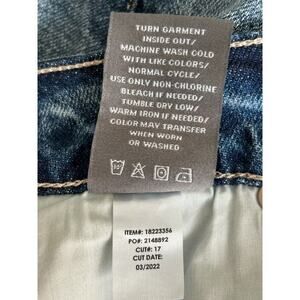 TURN GARMENT
INSIDE OUT/
MACHINE WASH COLD
WITH LIKE COLORS/
NORMAL CYCLE/
USE ONLY NON-CHLORINE
BLEACH IF NEEDED/
TUMBLE DRY LOW/
WARM IRON IF NEEDED/
COLOR MAY TRANSFER
WHEN WORN
OR WASHED
ITEM#: 18223356
PO#: 2148892
CUT#: 17
CUT DATE:
03/2022